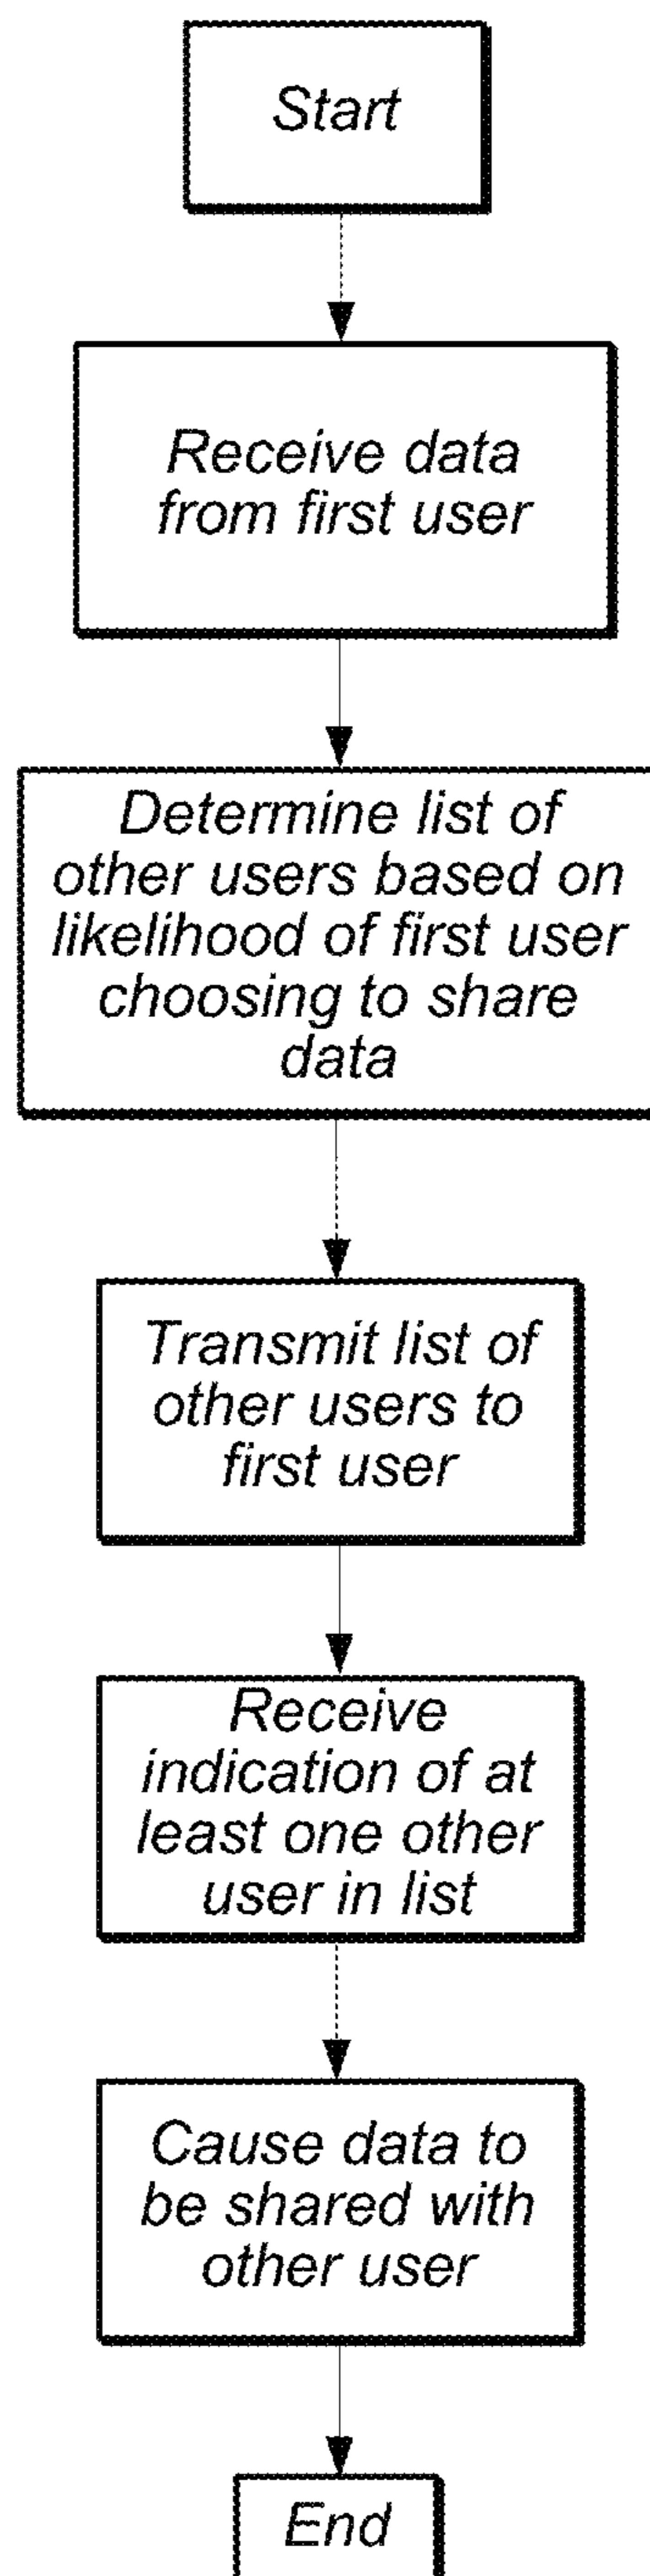 Start
Receive data
from first user
Determine list of
other users based on
likelihood of first user
choosing to share
data
Transmit list of
other users to
first user
Receive
indication of at
least one other
user in list
Cause data to
be shared with
other user
End